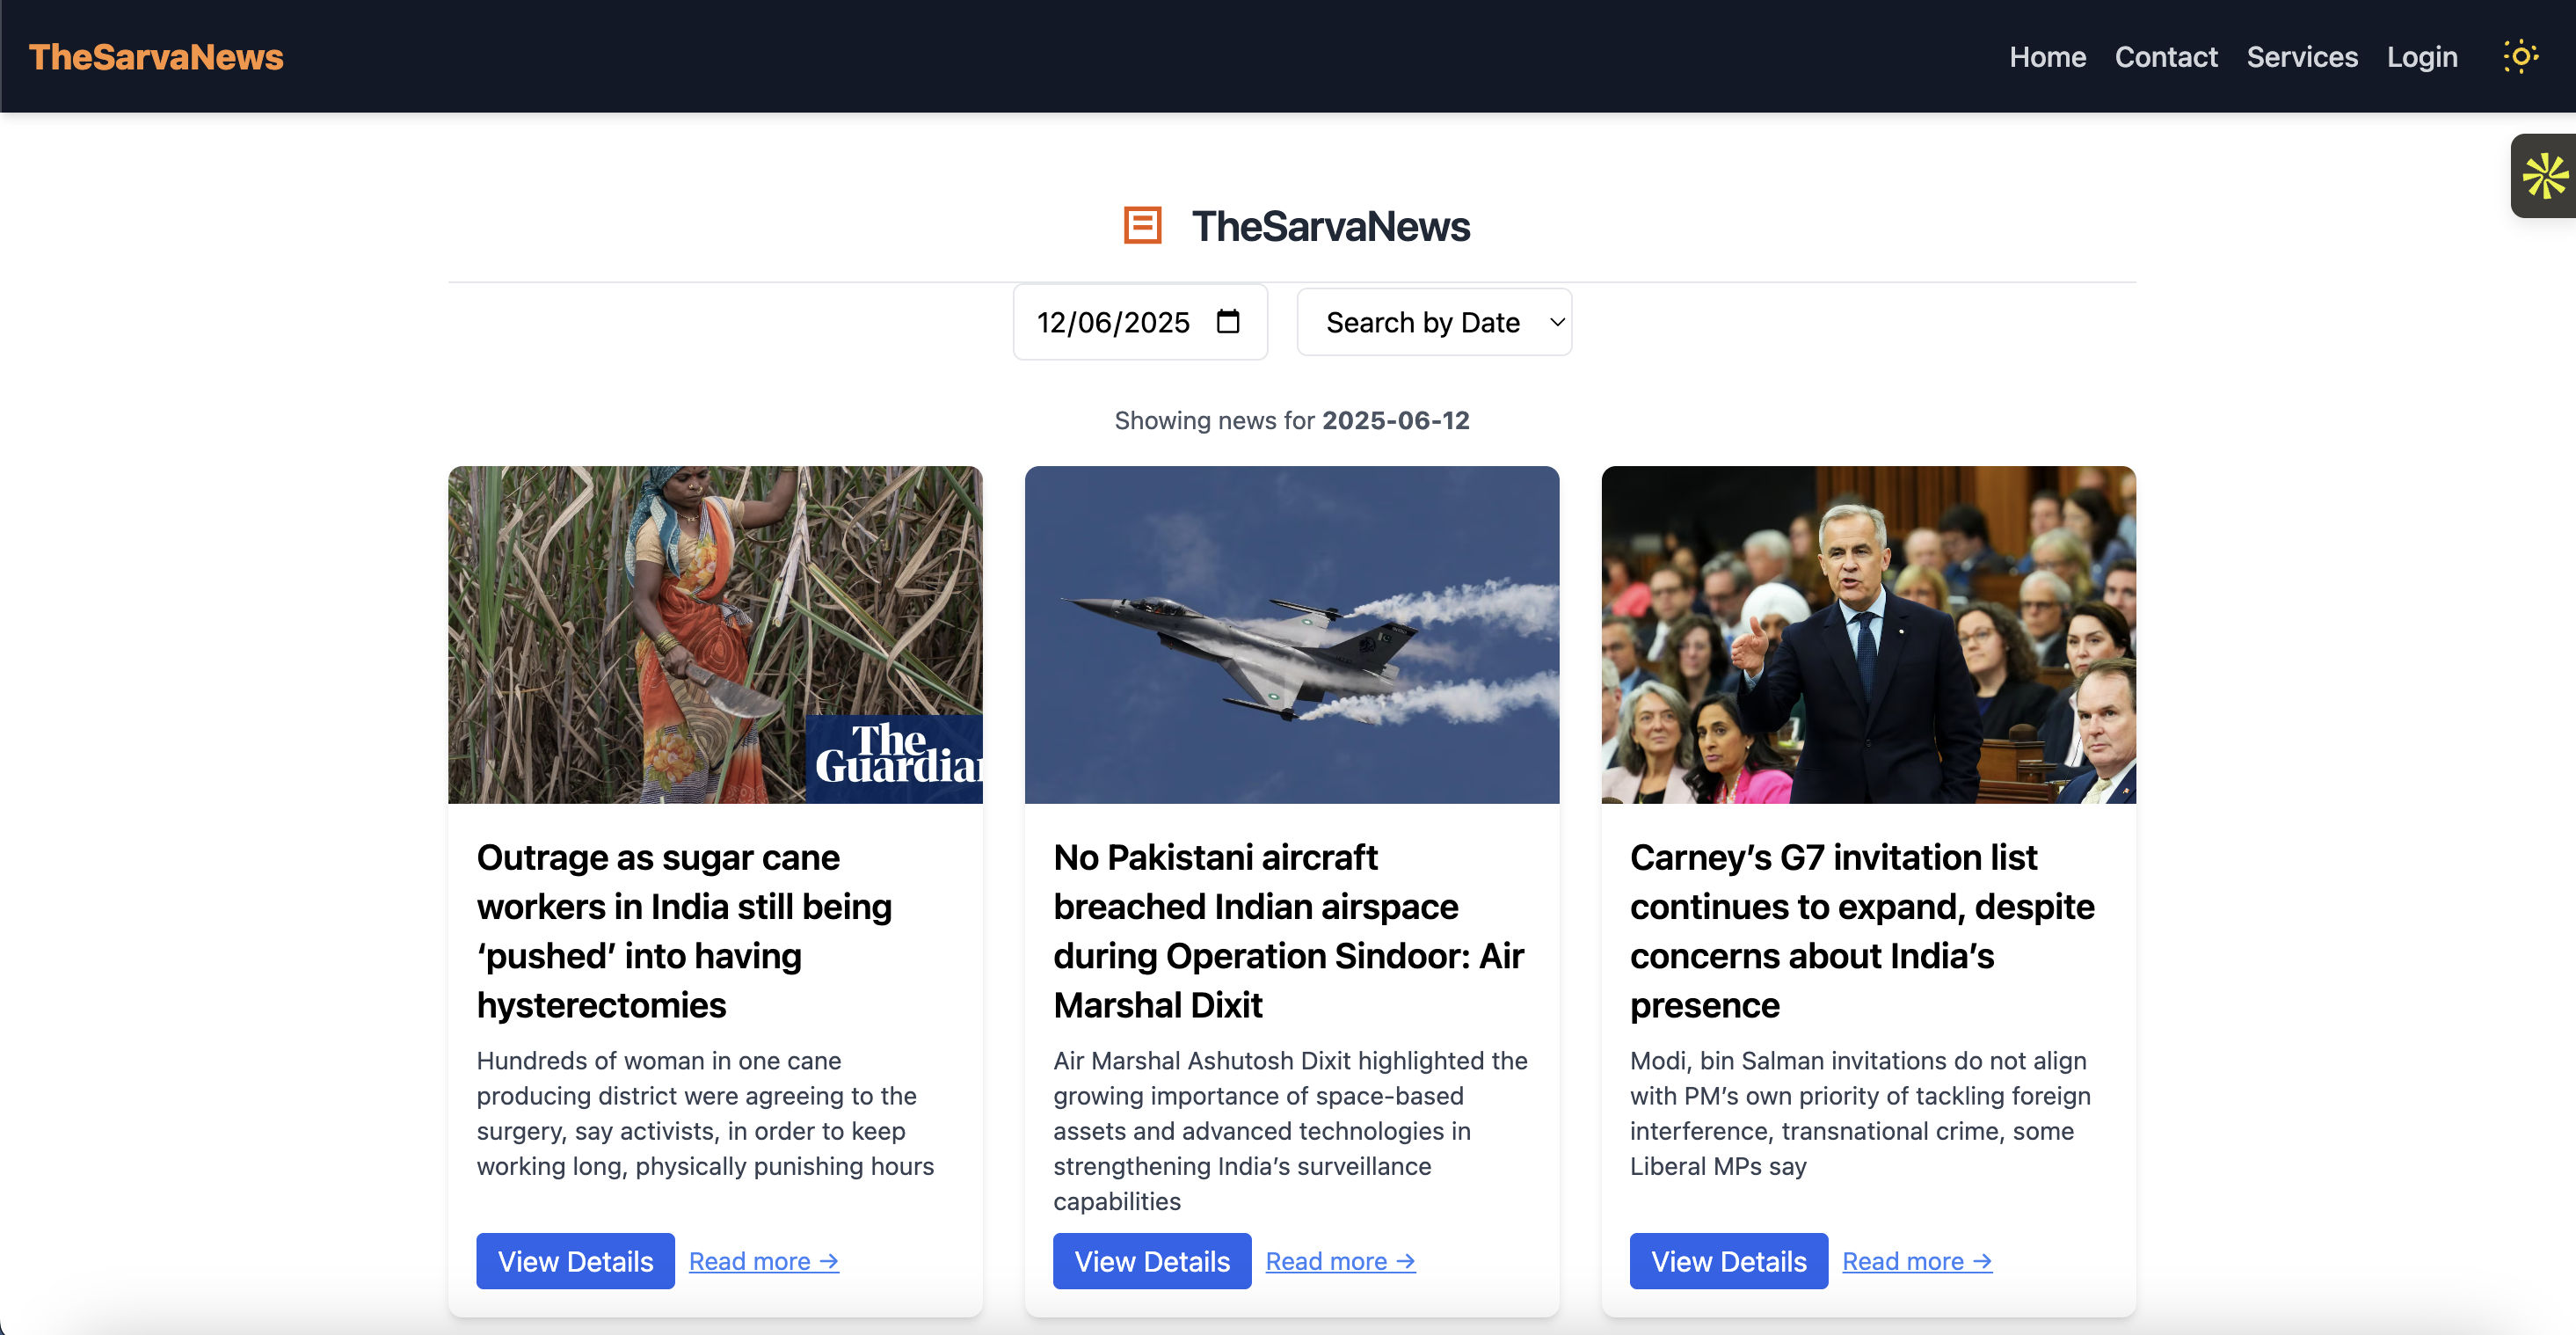 TheSarvaNews
Home Contact Services Login
TheSarvaNews
12/06/2025
Search by Date
Showing news for 2025-06-12
The
Guardian
Outrage as sugar cane
workers in India still being
‘pushed’ into having
hysterectomies
Hundreds of woman in one cane
producing district were agreeing to the
surgery, say activists, in order to keep
working long, physically punishing hours
View Details Read more →
No Pakistani aircraft
breached Indian airspace
during Operation Sindoor: Air
Marshal Dixit
Air Marshal Ashutosh Dixit highlighted the
growing importance of space-based
assets and advanced technologies in
strengthening India’s surveillance
capabilities
View Details Read more →
Carney’s G7 invitation list
continues to expand, despite
concerns about India’s
presence
Modi, bin Salman invitations do not align
with PM’s own priority of tackling foreign
interference, transnational crime, some
Liberal MPs say
View Details Read more →